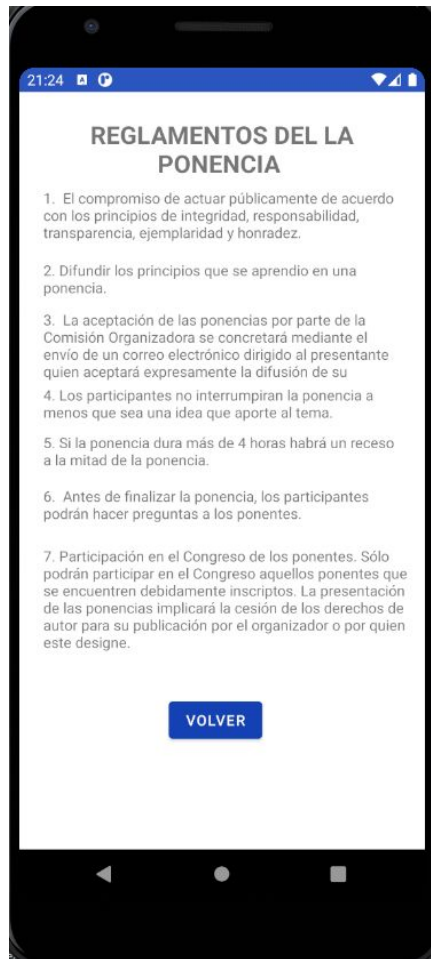 21:24
REGLAMENTOS DEL LA
PONENCIA
1. El compromiso de actuar públicamente de acuerdo
con los principios de integridad, responsabilidad,
transparencia, ejemplaridad y honradez.
2. Difundir los principios que se aprendio en una
ponencia.
3. La aceptación de las ponencias por parte de la
Comisión Organizadora se concretará mediante el
envío de un correo electrónico dirigido al presentante
quien aceptará expresamente la difusión de su
4. Los participantes no interrumpiran la ponencia a
menos que sea una idea que aporte al tema.
5. Si la ponencia dura más de 4 horas habrá un receso
a la mitad de la ponencia.
6. Antes de finalizar la ponencia, los participantes
podrán hacer preguntas a los ponentes.
7. Participación en el Congreso de los ponentes. Sólo
podrán participar en el Congreso aquellos ponentes que
se encuentren debidamente inscriptos. La presentación
de las ponencias implicará la cesión de los derechos de
autor para su publicación por el organizador o por quien
este designe.
VOLVER